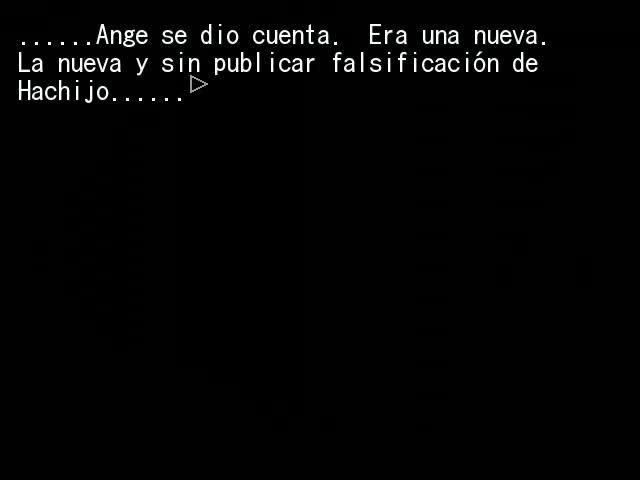 ......Ange se dio cuenta.  Era una nueva.
La nueva y sin publicar falsificación de
Hachijo......